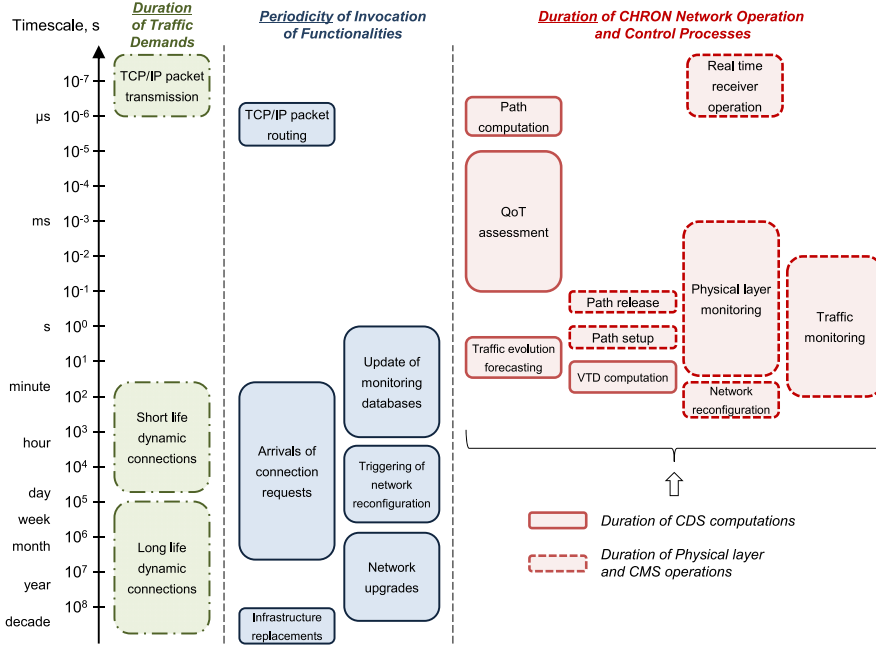 Timescale, s
Duration
of Traffic
Demands
Periodicity of Invocation
of Functionalities
Duration of CHRON Network Operation
and Control Processes
10⁻⁷
µs 10⁻⁶
10⁻⁵
10⁻⁴
ms 10⁻³
10⁻²
10⁻¹
s 10⁰
10¹
minute
10²
10³
hour
10⁴
day
10⁵
week
10⁶
month
10⁷
year
10⁸
decade
TCP/IP packet
transmission
Short life
dynamic
connections
Long life
dynamic
connections
TCP/IP packet
routing
Arrivals of
connection
requests
Infrastructure
replacements
Update of
monitoring
databases
Triggering of
network
reconfiguration
Network
upgrades
Path
computation
QoT
assessment
Traffic evolution
forecasting
Path release
Path setup
VTD computation
Real time
receiver
operation
Physical layer
monitoring
Network
reconfiguration
Traffic
monitoring
Duration of CDS computations
Duration of Physical layer
and CMS operations